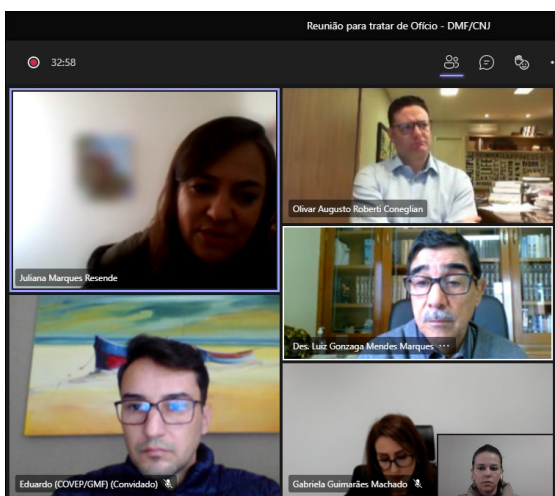 Reunião para tratar de Ofício - DMF/CNJ
32:58
Juliana Marques Resende
Olivar Augusto Roberti Coneglian
Des. Luiz Gonzaga Mendes Marques ···
Eduardo (COVEP/GMF) (Convidado)
Gabriela Guimarães Machado